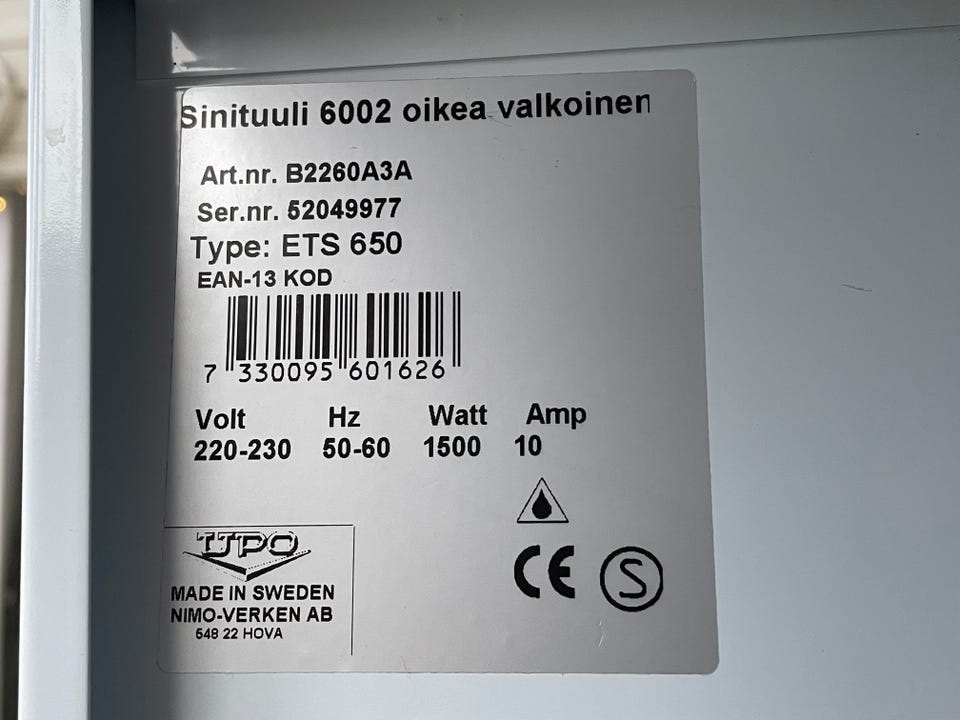 Sinituuli 6002 oikea valkoinen
Art.nr. B2260A3A
Ser.nr. 52049977
Type: ETS 650
EAN-13 KOD
7 330095 601626
Volt Hz Watt Amp
220-230 50-60 1500 10
UPO
CE S
MADE IN SWEDEN
NIMO-VERKEN AB
548 22 HOVA